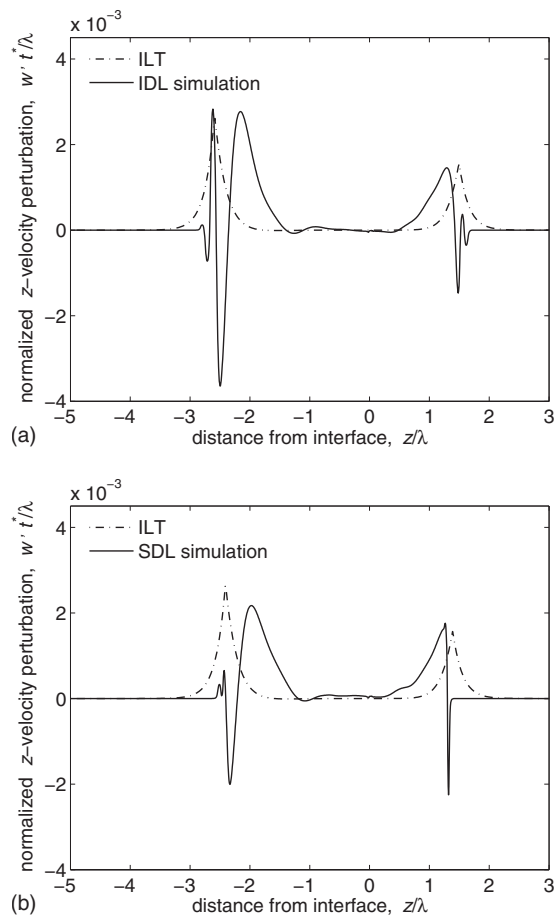 x 10⁻³
4
2
0
−2
−4
ILT
IDL simulation
normalized z−velocity perturbation, w' t*/λ
−5 −4 −3 −2 −1 0 1 2 3
(a)
distance from interface, z/λ
x 10⁻³
4
2
0
−2
−4
ILT
SDL simulation
normalized z−velocity perturbation, w' t*/λ
−5 −4 −3 −2 −1 0 1 2 3
(b)
distance from interface, z/λ